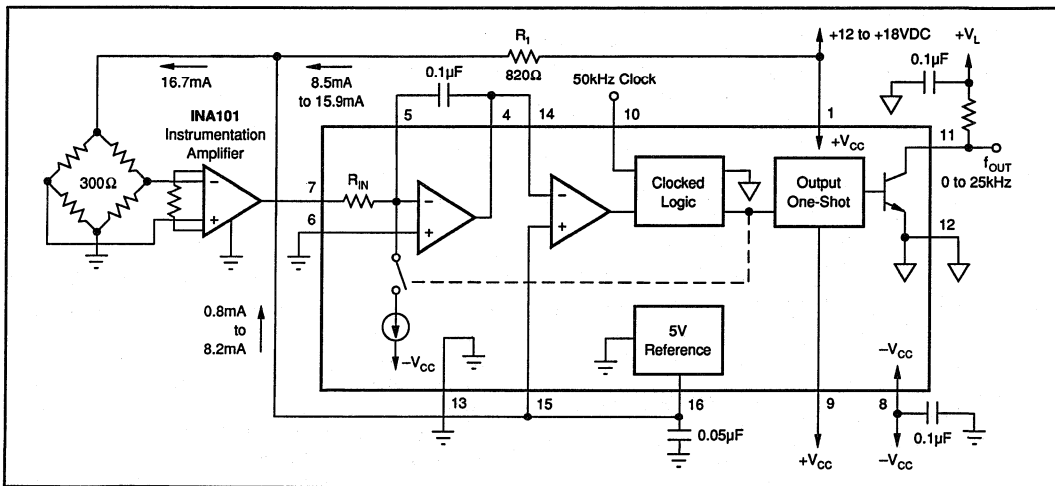 R1
820Ω
+12 to +18VDC
+VL
0.1µF
16.7mA
8.5mA
to 15.9mA
0.1µF
50kHz Clock
5
4
14
10
1
11
INA101
Instrumentation
Amplifier
300Ω
−
+
7
6
RIN
−
+
−
+
Clocked
Logic
+VCC
Output
One-Shot
fOUT
0 to 25kHz
12
0.8mA
to
8.2mA
−VCC
5V
Reference
−VCC
13
15
16
9
8
0.05µF
+VCC
−VCC
0.1µF